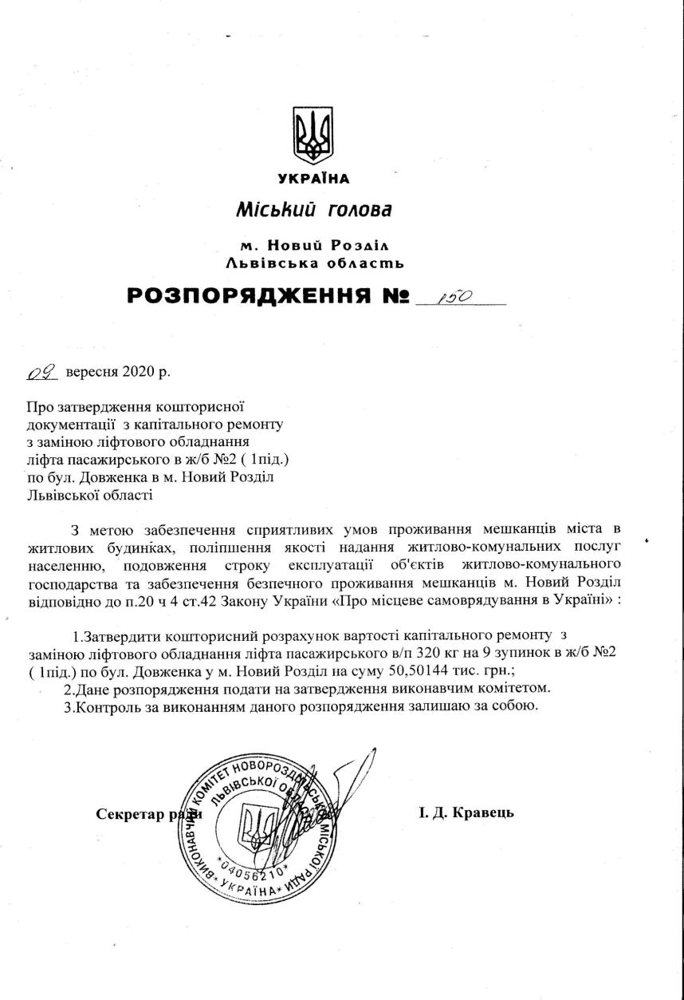 УКРАЇНА
Міський голова
м. Новий Розділ
Львівська область
РОЗПОРЯДЖЕННЯ № 150
09 вересня 2020 р.
Про затвердження кошторисної
документації з капітального ремонту
з заміною ліфтового обладнання
ліфта пасажирського в ж/б №2 ( 1під.)
по бул. Довженка в м. Новий Розділ
Львівської області
З метою забезпечення сприятливих умов проживання мешканців міста в
житлових будинках, поліпшення якості надання житлово-комунальних послуг
населенню, подовження строку експлуатації об'єктів житлово-комунального
господарства та забезпечення безпечного проживання мешканців м. Новий Розділ
відповідно до п.20 ч 4 ст.42 Закону України «Про місцеве самоврядування в Україні» :
1.Затвердити кошторисний розрахунок вартості капітального ремонту з
заміною ліфтового обладнання ліфта пасажирського в/п 320 кг на 9 зупинок в ж/б №2
( 1під.) по бул. Довженка у м. Новий Розділ на суму 50,50144 тис. грн.;
2.Дане розпорядження подати на затвердження виконавчим комітетом.
3.Контроль за виконанням даного розпорядження залишаю за собою.
Секретар ради
І. Д. Кравець
ВИКОНАВЧИЙ КОМІТЕТ НОВОРОЗДІЛЬСЬКОЇ МІСЬКОЇ РАДИ
ЛЬВІВСЬКОЇ ОБЛАСТІ
*04056210*
*УКРАЇНА*